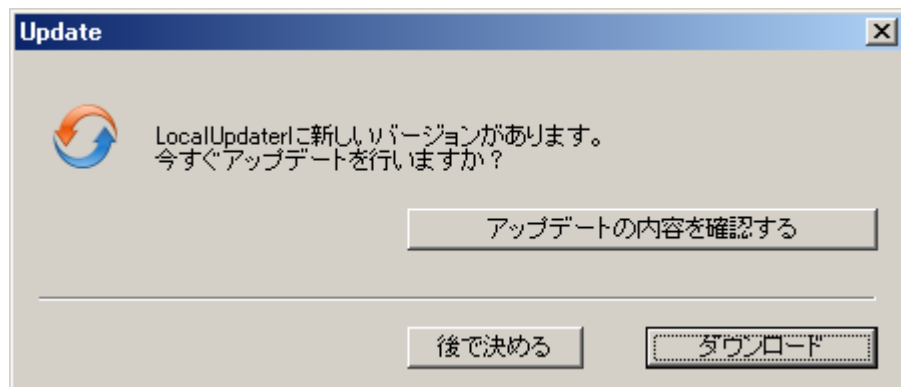 Update
LocalUpdaterに新しいバージョンがあります。
今すぐアップデートを行いますか？
アップデートの内容を確認する
後で決める
ダウンロード